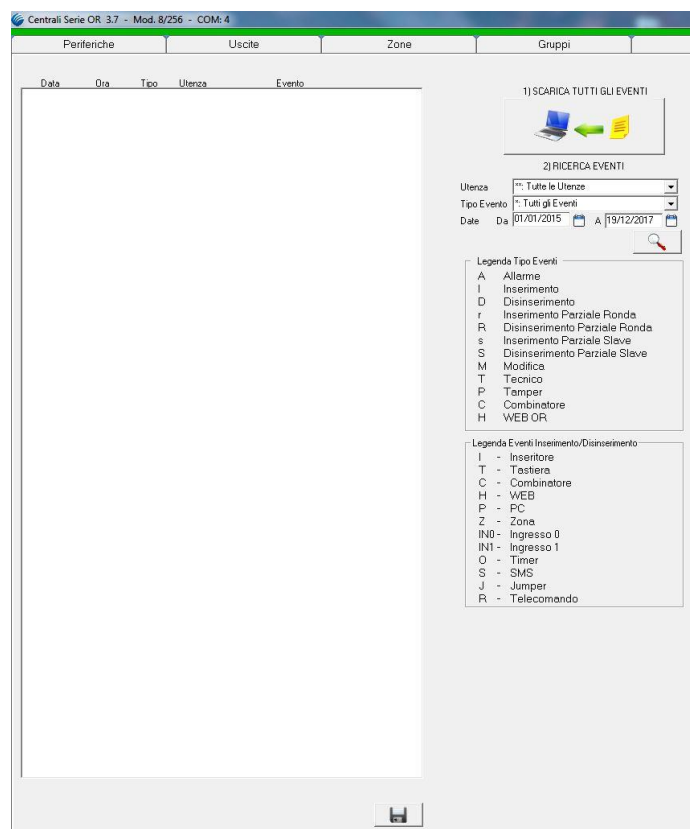 Centrali Serie OR 3.7 - Mod. 8/256 - COM: 4
Periferiche Uscite Zone Gruppi
Data Ora Tipo Utenza Evento
1) SCARICA TUTTI GLI EVENTI
2) RICERCA EVENTI
Utenza **: Tutte le Utenze
Tipo Evento *: Tutti gli Eventi
Date Da 01/01/2015 A 19/12/2017
Legenda Tipo Eventi
A Allarme
I Inserimento
D Disinserimento
r Inserimento Parziale Ronda
R Disinserimento Parziale Ronda
s Inserimento Parziale Slave
S Disinserimento Parziale Slave
M Modifica
T Tecnico
P Tamper
C Combinatore
H WEB OR
Legenda Eventi Inserimento/Disinserimento
I - Inseritore
T - Tastiera
C - Combinatore
H - WEB
P - PC
Z - Zona
IN0 - Ingresso 0
IN1 - Ingresso 1
O - Timer
S - SMS
J - Jumper
R - Telecomando